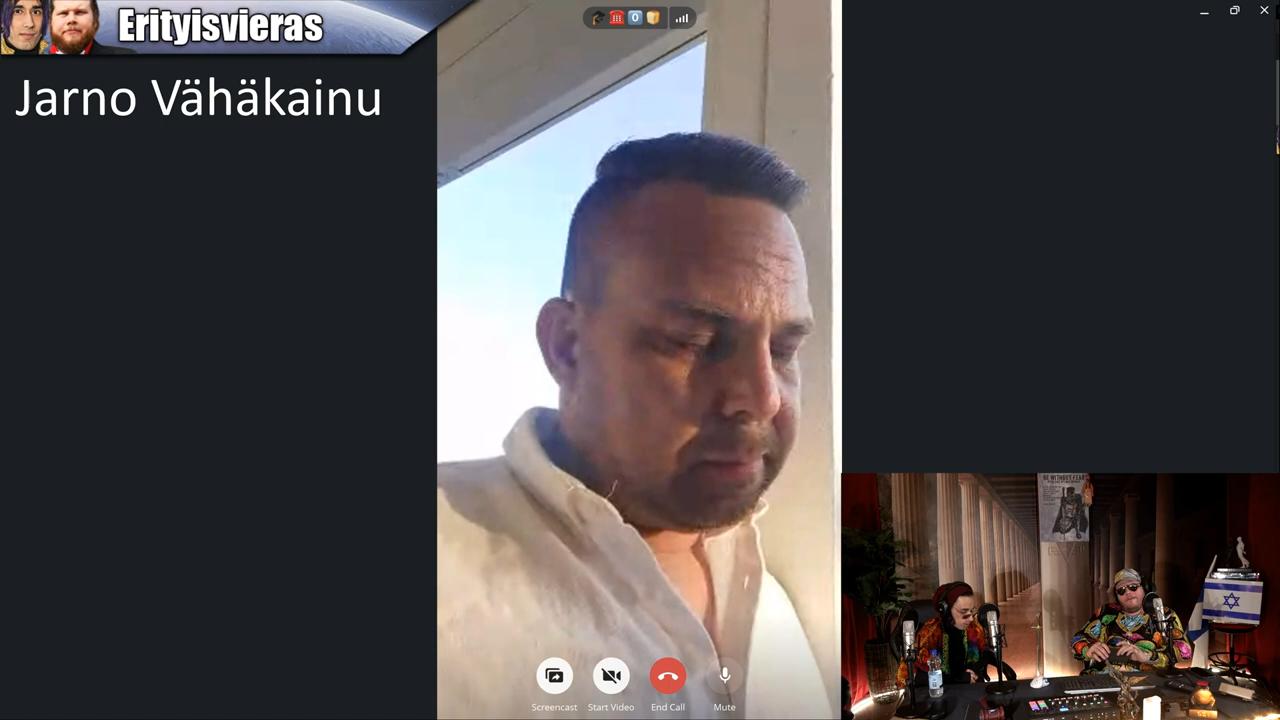 Erityisvieras
Jarno Vähäkainu
0
BE WITHOUT FEAR
Screencast
Start Video
End Call
Mute